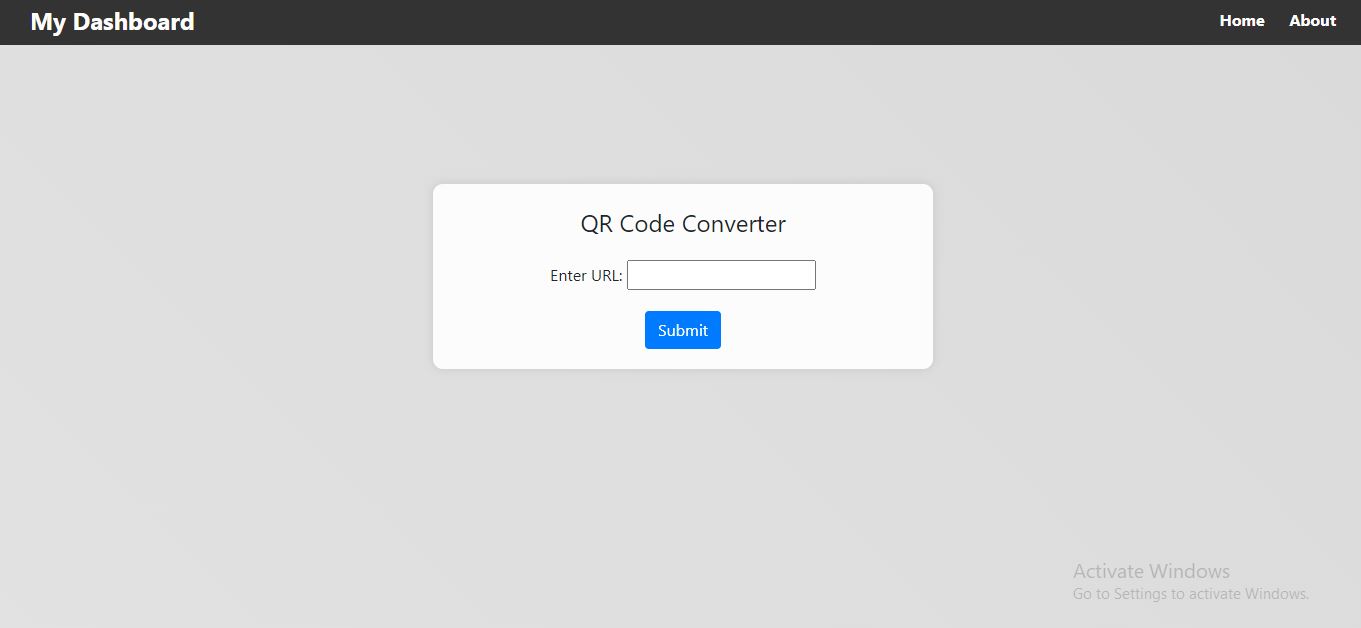 My Dashboard Home About
QR Code Converter
Enter URL:
Submit
Activate Windows
Go to Settings to activate Windows.